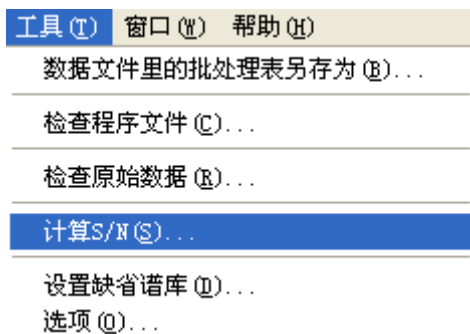 工具(T) 窗口(W) 帮助(H)
数据文件里的批处理表另存为(B)...
检查程序文件(C)...
检查原始数据(R)...
计算S/N(S)...
设置缺省谱库(D)...
选项(O)...